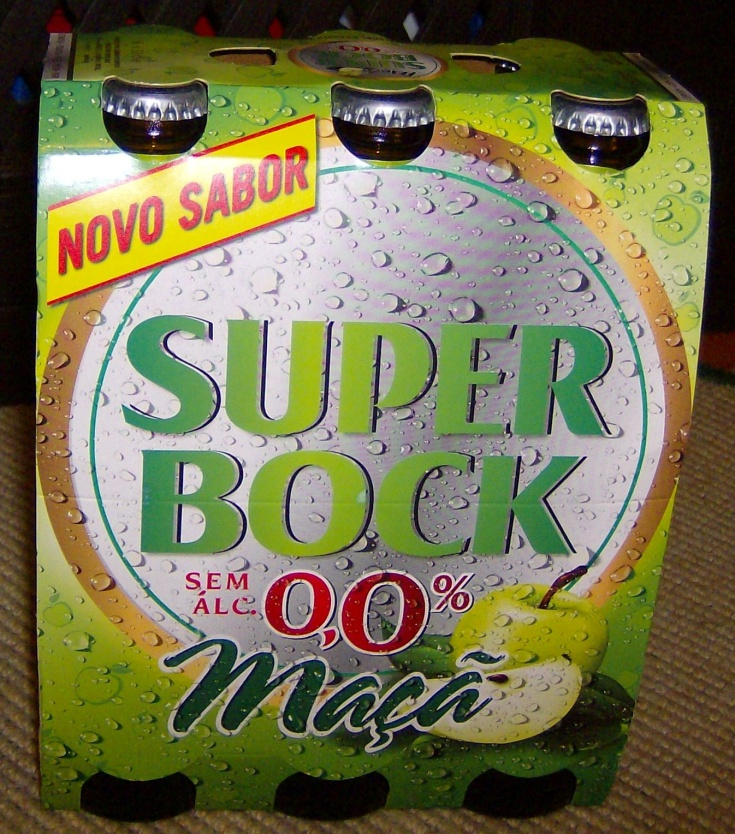 NOVO SABOR
SUPER
BOCK
SEM
ÁLC. 0,0%
Maçã